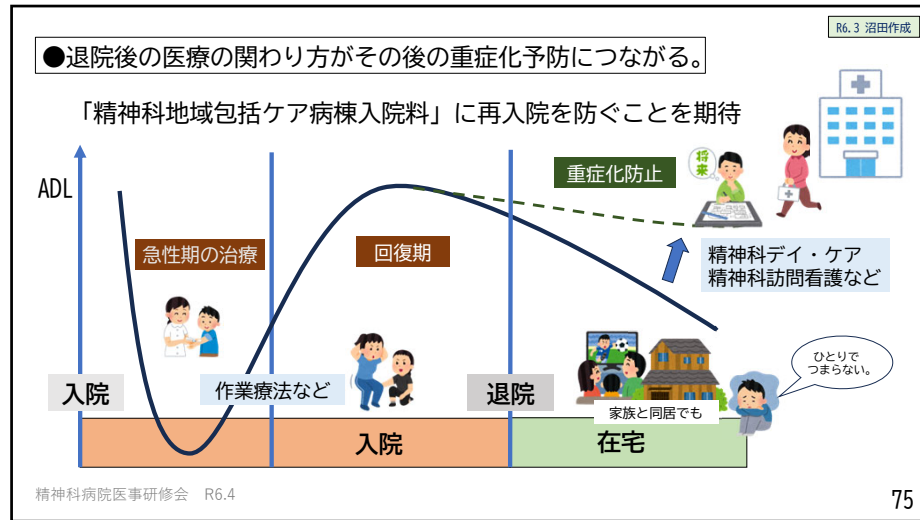 R6.3 沼田作成
●退院後の医療の関わり方がその後の重症化予防につながる。
「精神科地域包括ケア病棟入院料」に再入院を防ぐことを期待
ADL
重症化防止
将来
急性期の治療
回復期
精神科デイ・ケア
精神科訪問看護など
ひとりで
つまらない。
入院
作業療法など
退院
家族と同居でも
入院
在宅
精神科病院医事研修会 R6.4
75